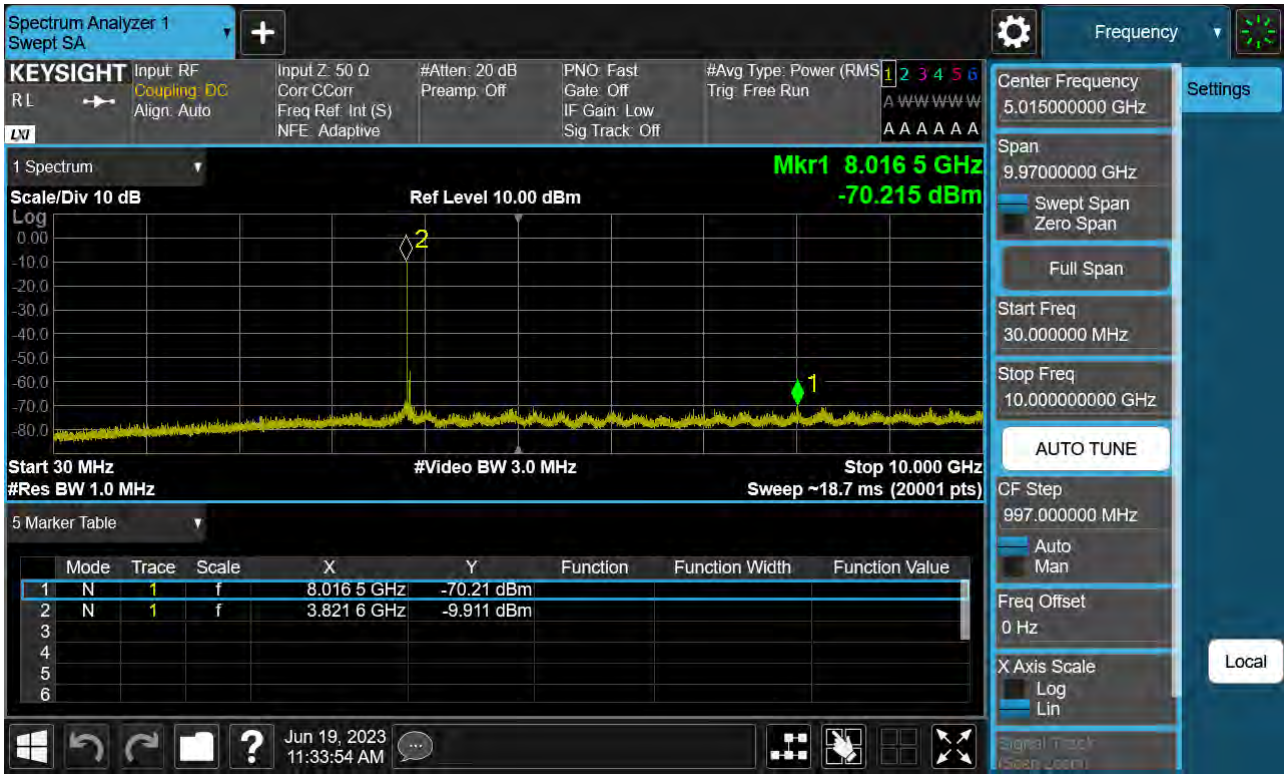 Spectrum Analyzer 1
Swept SA
Frequency
KEYSIGHT
RL
LXI
Input: RF
Coupling: DC
Align: Auto
Input Z: 50 Ω
Corr CCorr
Freq Ref: Int (S)
NFE: Adaptive
#Atten: 20 dB
Preamp: Off
PNO: Fast
Gate: Off
IF Gain: Low
Sig Track: Off
#Avg Type: Power (RMS
Trig: Free Run
1 2 3 4 5 6
A W W W W W
A A A A A A
1 Spectrum
Mkr1 8.016 5 GHz
Scale/Div 10 dB
Ref Level 10.00 dBm
-70.215 dBm
Log
0.00
-10.0
-20.0
-30.0
-40.0
-50.0
-60.0
-70.0
-80.0
2
1
Start 30 MHz
#Video BW 3.0 MHz
Stop 10.000 GHz
#Res BW 1.0 MHz
Sweep ~18.7 ms (20001 pts)
5 Marker Table
Mode Trace Scale X Y Function Function Width Function Value
1 N 1 f 8.016 5 GHz -70.21 dBm
2 N 1 f 3.821 6 GHz -9.911 dBm
3
4
5
6
Jun 19, 2023
11:33:54 AM
Center Frequency
5.015000000 GHz
Settings
Span
9.97000000 GHz
Swept Span
Zero Span
Full Span
Start Freq
30.000000 MHz
Stop Freq
10.000000000 GHz
AUTO TUNE
CF Step
997.000000 MHz
Auto
Man
Freq Offset
0 Hz
X Axis Scale
Log
Lin
Local
Signal Track
(Span Zoom)